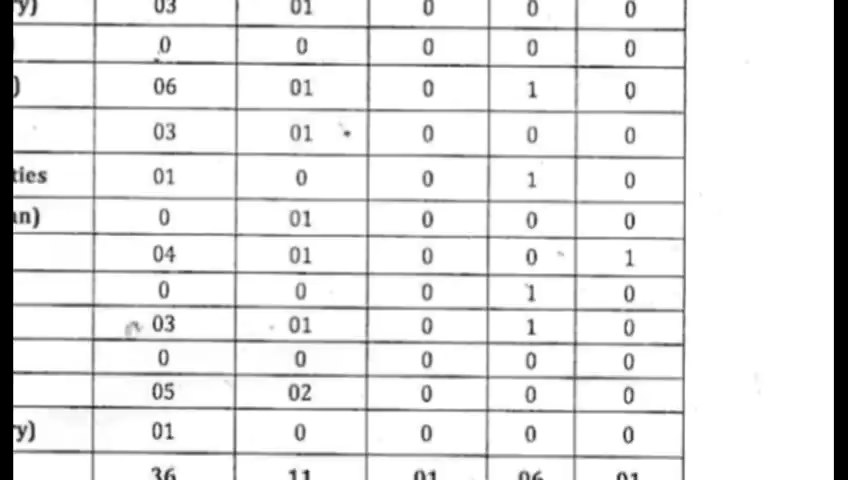 ry) 03 01 0 0 0
0 0 0 0 0
) 06 01 0 1 0
03 01 0 0 0
ties 01 0 0 1 0
an) 0 01 0 0 0
04 01 0 0 1
0 0 0 1 0
03 01 0 1 0
0 0 0 0 0
05 02 0 0 0
ry) 01 0 0 0 0
36 11 01 06 01